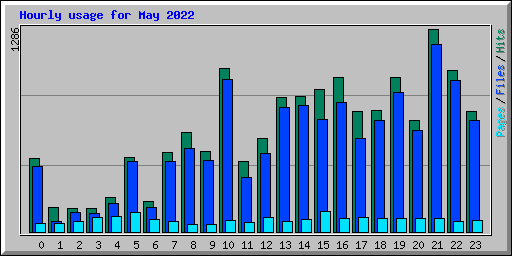 Hourly usage for May 2022
1286
Pages/Files/Hits
0 1 2 3 4 5 6 7 8 9 10 11 12 13 14 15 16 17 18 19 20 21 22 23